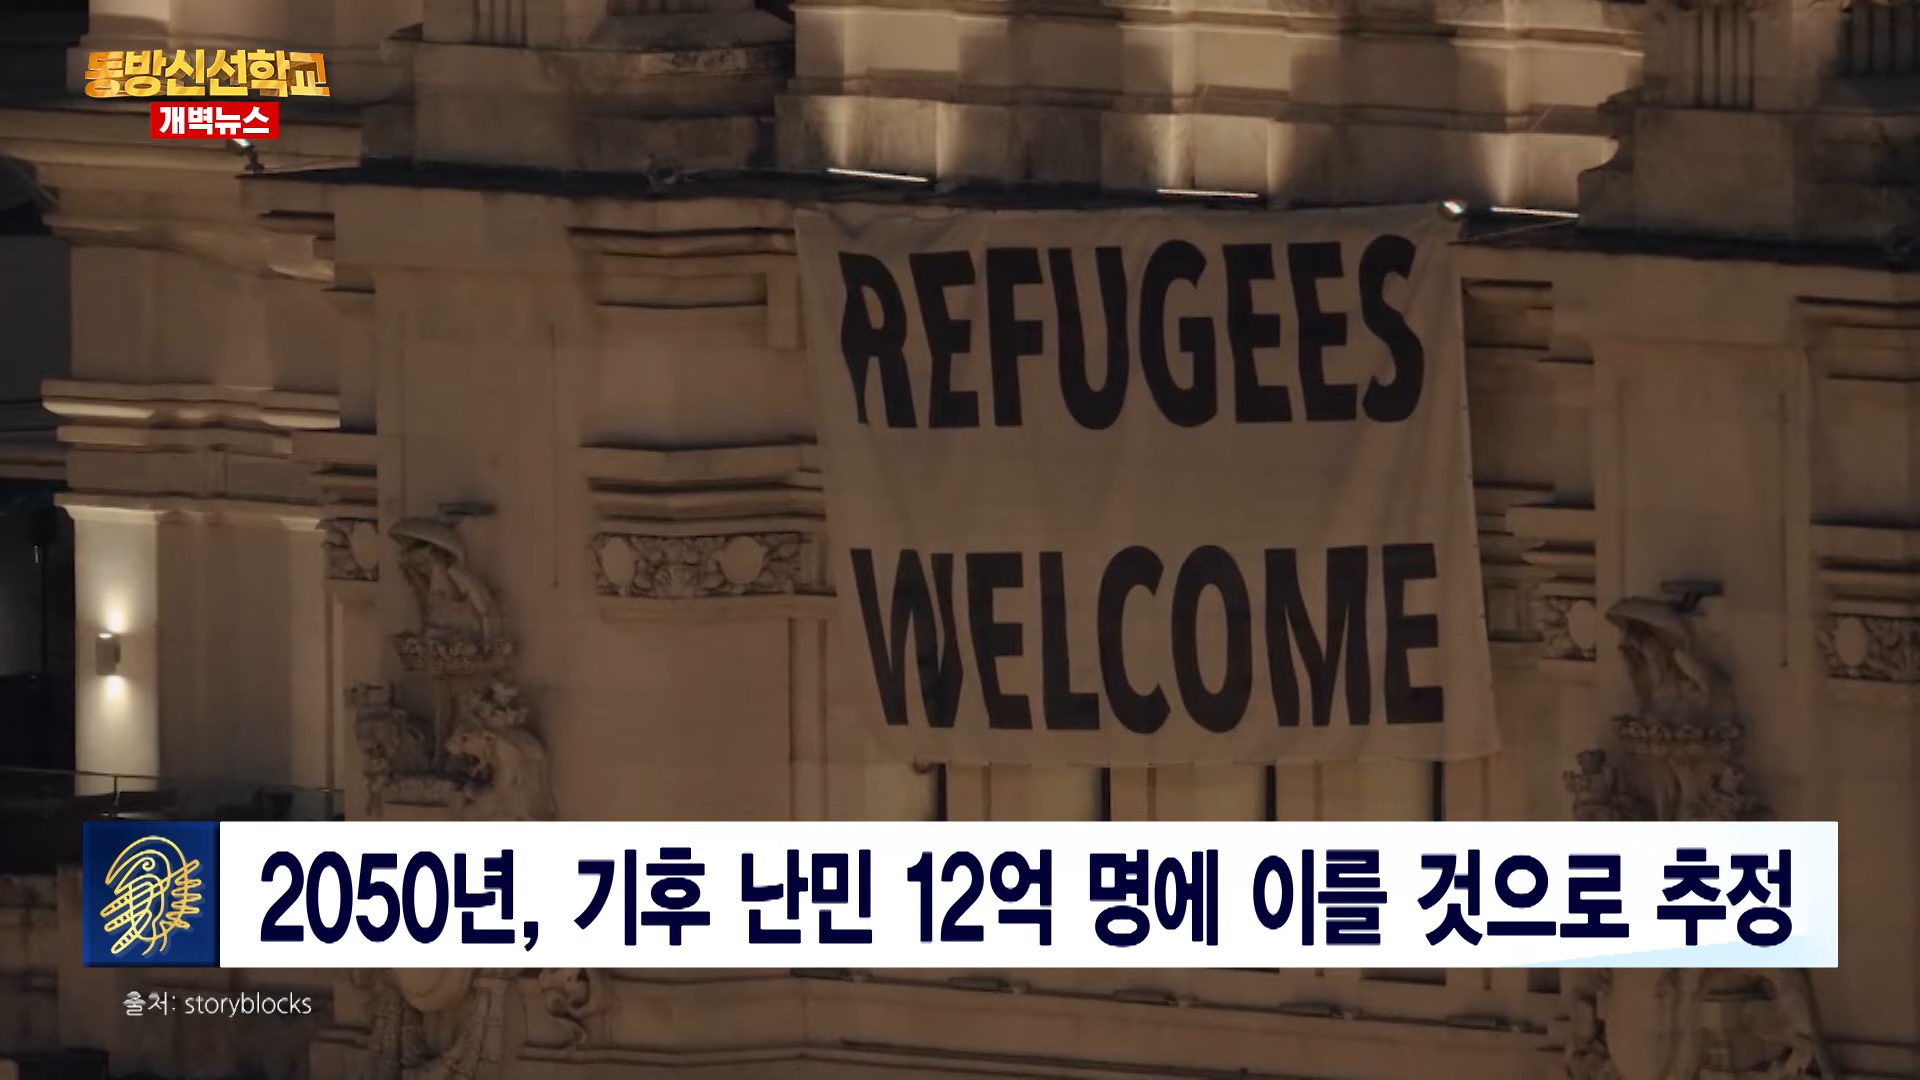 동방신선학교
개벽뉴스
REFUGEES
WELCOME
2050년, 기후 난민 12억 명에 이를 것으로 추정
출처: storyblocks